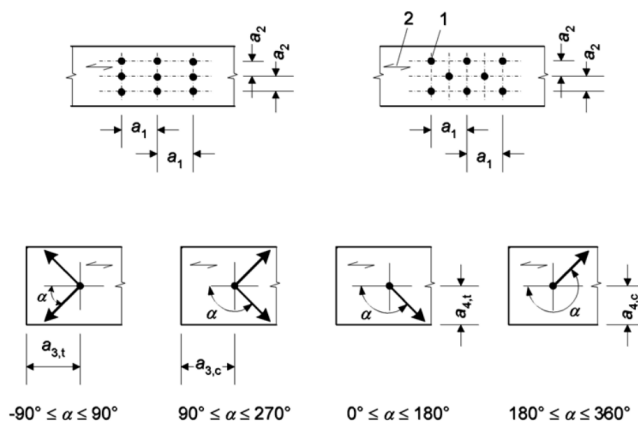 a2
a2
a1
a1
2
1
a2
a2
a1
a1
α
a3,t
α
a3,c
α
a4,t
α
a4,c
-90° ≤ α ≤ 90°
90° ≤ α ≤ 270°
0° ≤ α ≤ 180°
180° ≤ α ≤ 360°